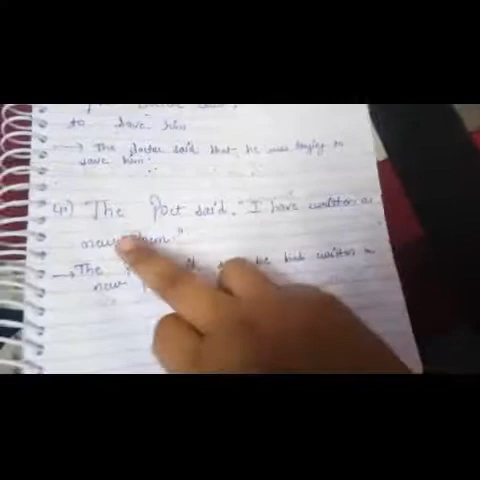 to save him
→ The doctor said that he was trying to
save him.
The Poet said. "I have written a
new
→ The he had written a
new